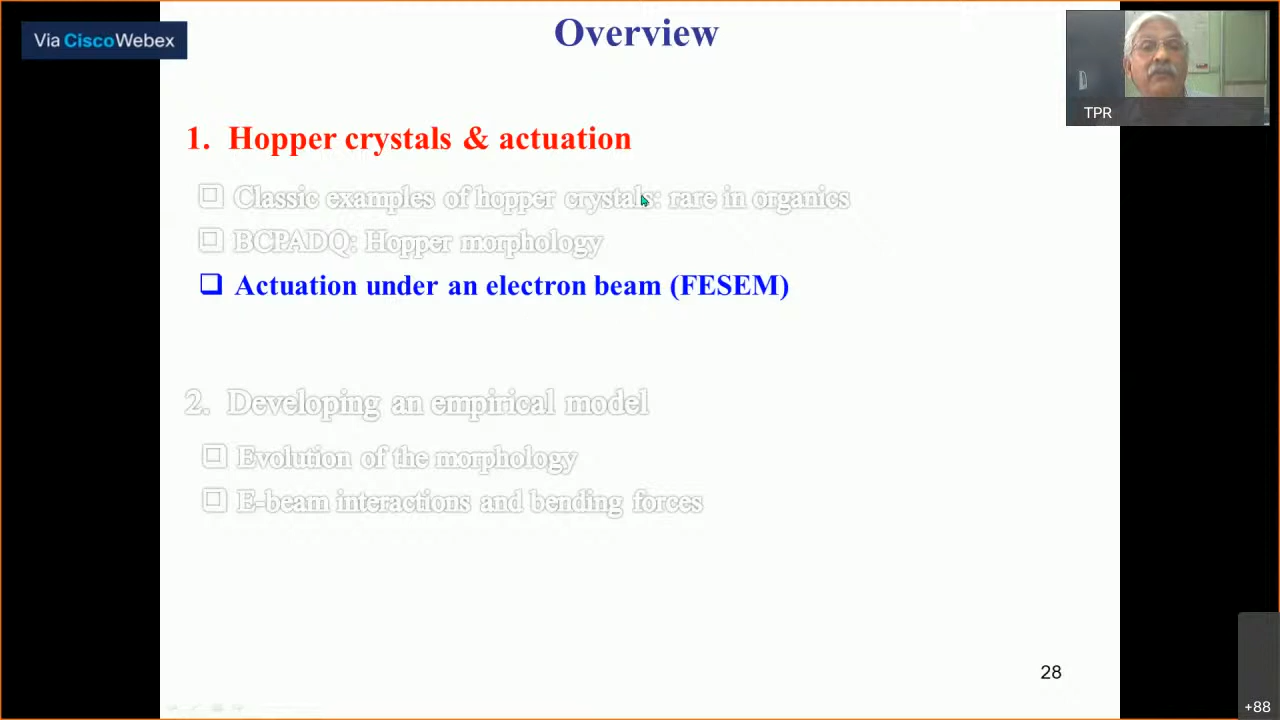 Via Cisco Webex
Overview
TPR
1. Hopper crystals & actuation
Classic examples of hopper crystals: rare in organics
BCPADQ: Hopper morphology
Actuation under an electron beam (FESEM)
2. Developing an empirical model
Evolution of the morphology
E-beam interactions and bending forces
28
+88